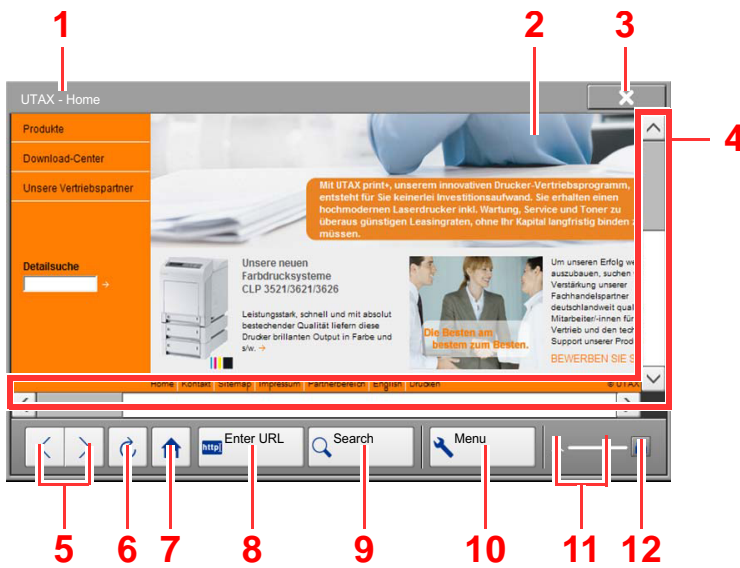 1
2
3
4
UTAX - Home
Produkte
Download-Center
Unsere Vertriebspartner
Detailsuche
Mit UTAX print+, unserem innovativen Drucker-Vertriebsprogramm,
entsteht für Sie keinerlei Investitionsaufwand. Sie erhalten einen
hochmodernen Laserdrucker inkl. Wartung, Service und Toner zu
überaus günstigen Leasingraten, ohne Ihr Kapital langfristig binden z
müssen.
Unsere neuen
Farbdrucksysteme
CLP 3521/3621/3626
Leistungsstark, schnell und mit absolut
bestechender Qualität liefern diese
Drucker brillanten Output in Farbe und
s/w.
Die Besten am
bestem zum Besten.
Um unseren Erfolg we
auszubauen, suchen
Verstärkung unserer
Fachhandelspartner
deutschlandweit qual
Mitarbeiter/-innen für
Vertrieb und den tech
Support unserer Prod
BEWERBEN SIE S
Home Kontakt Sitemap Impressum Partnerbereich English Drucken © UTAX
http
Enter URL
Search
Menu
5
6
7
8
9
10
11
12